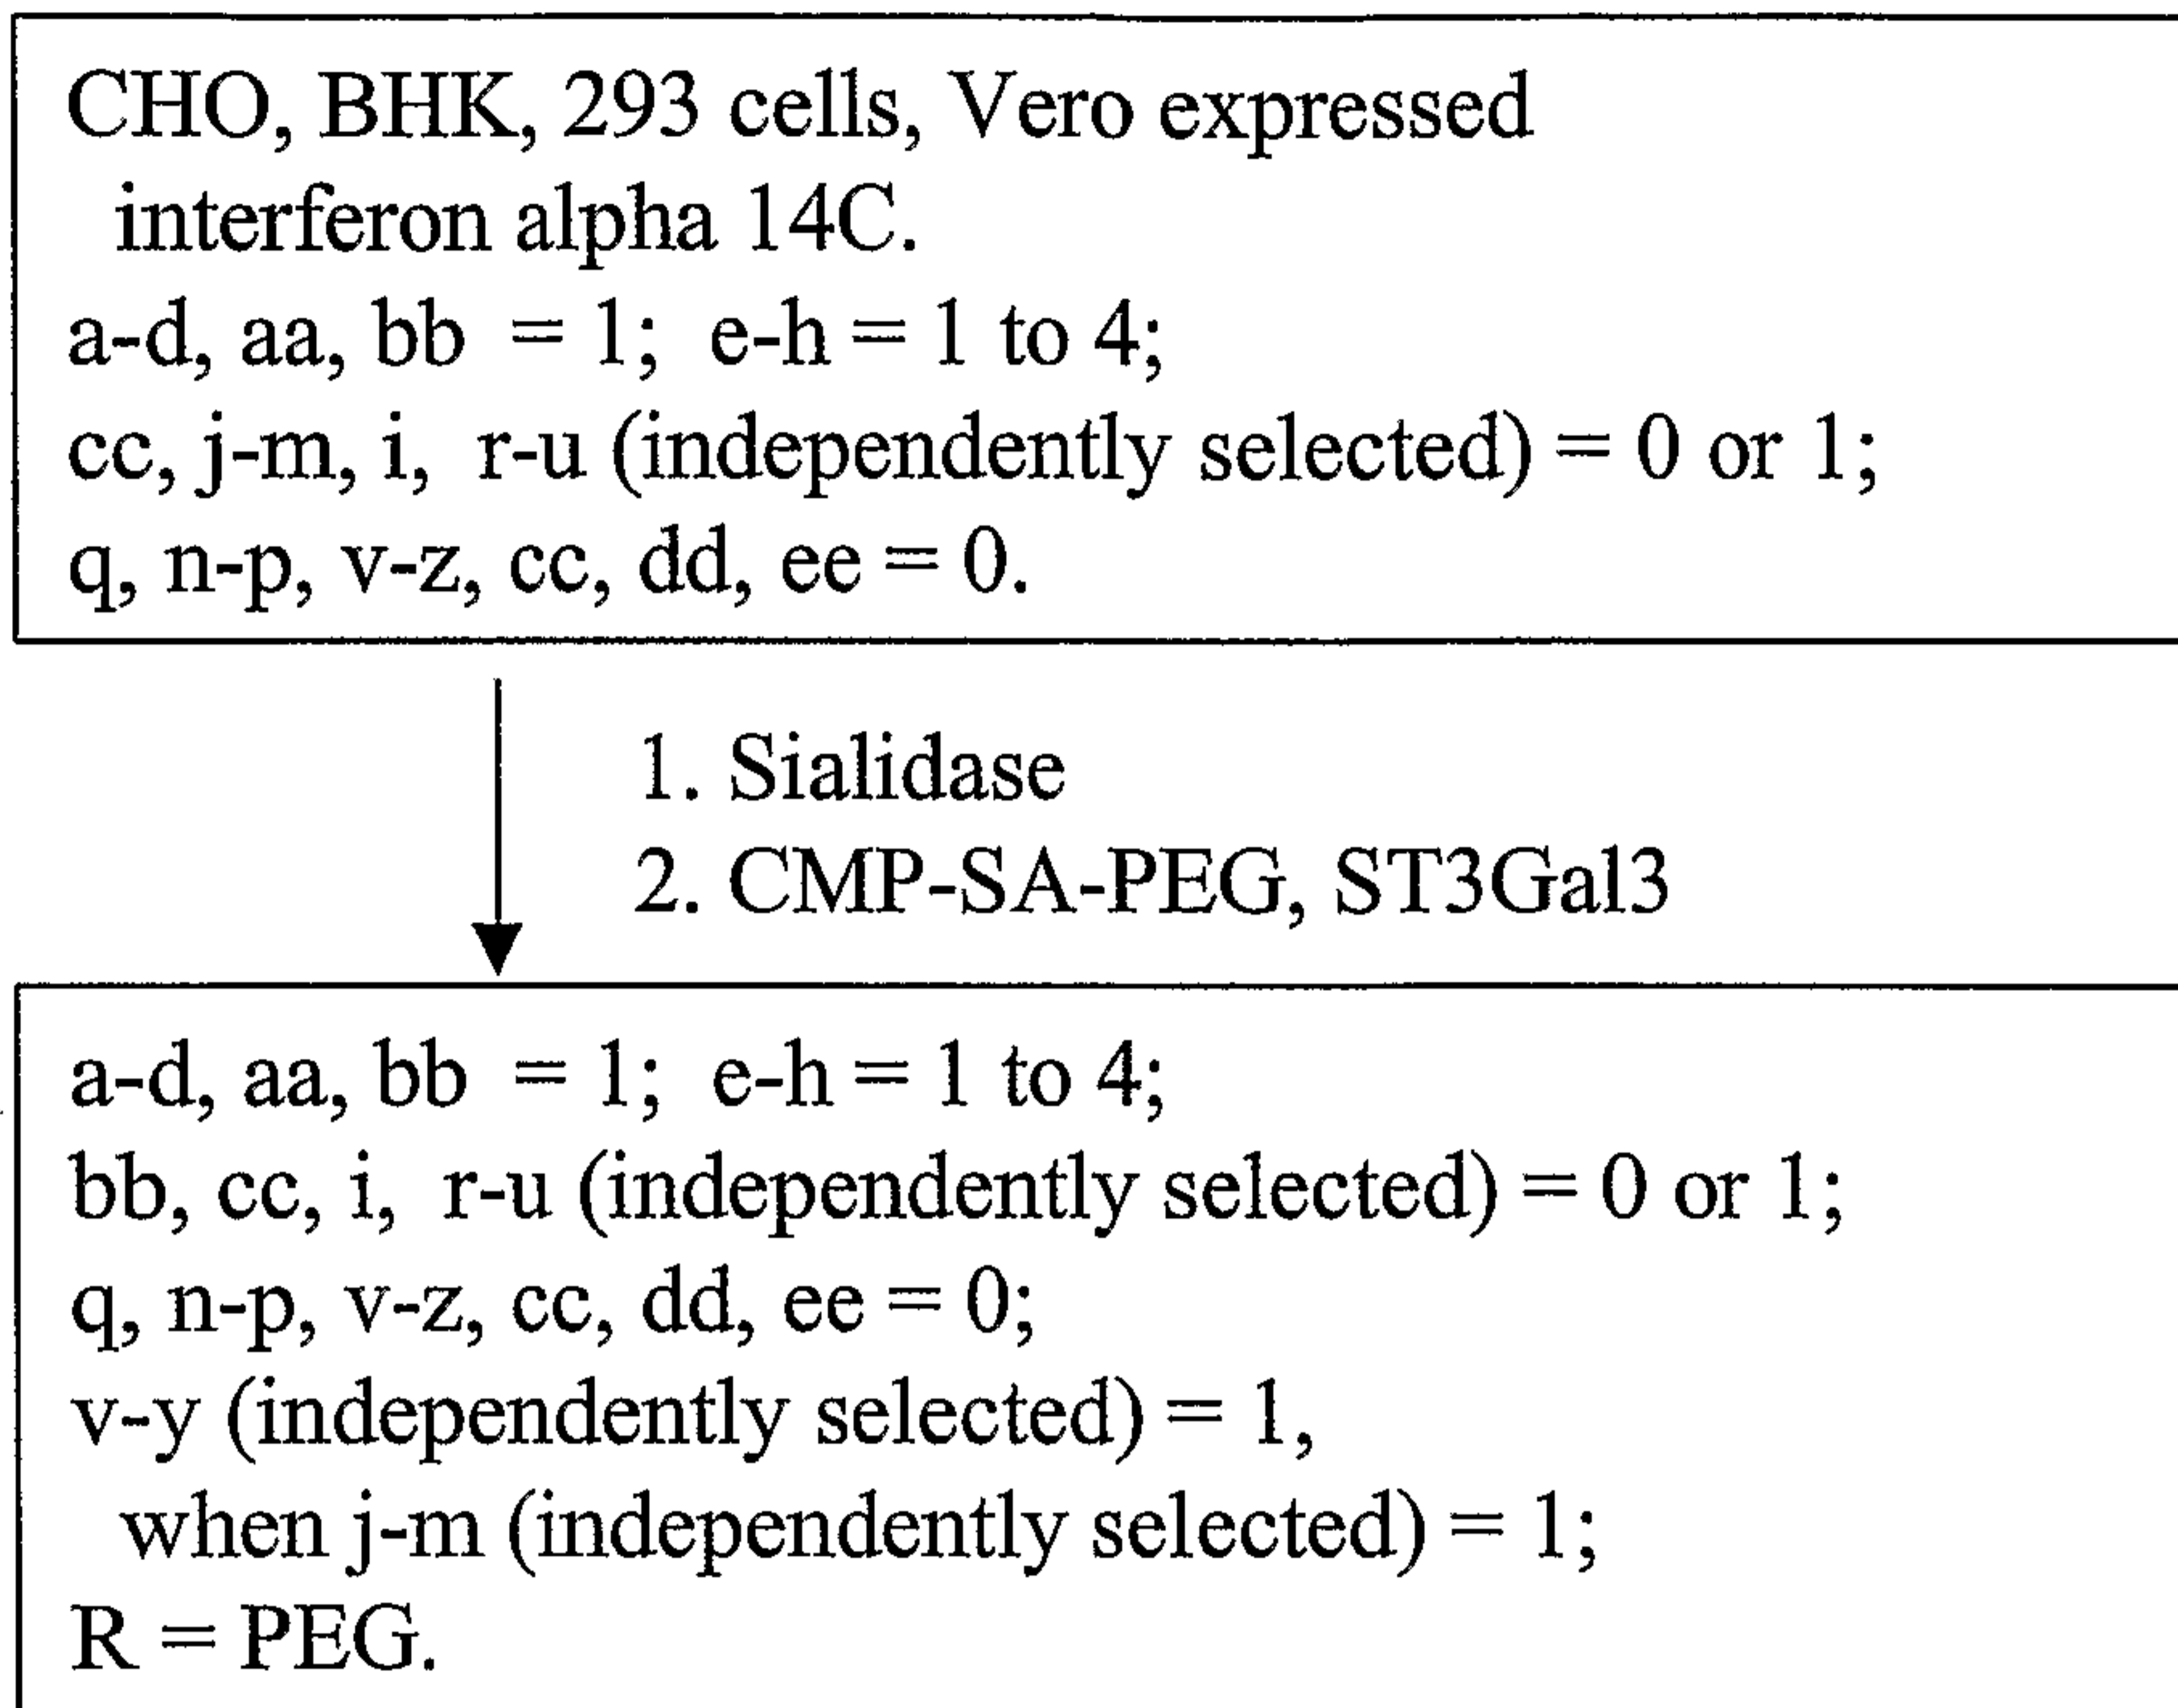 CHO, BHK, 293 cells, Vero expressed
interferon alpha 14C.
a-d, aa, bb = 1; e-h = 1 to 4;
cc, j-m, i, r-u (independently selected) = 0 or 1;
q, n-p, v-z, cc, dd, ee = 0.
1. Sialidase
2. CMP-SA-PEG, ST3Gal3
a-d, aa, bb = 1; e-h = 1 to 4;
bb, cc, i, r-u (independently selected) = 0 or 1;
q, n-p, v-z, cc, dd, ee = 0;
v-y (independently selected) = 1,
when j-m (independently selected) = 1;
R = PEG.